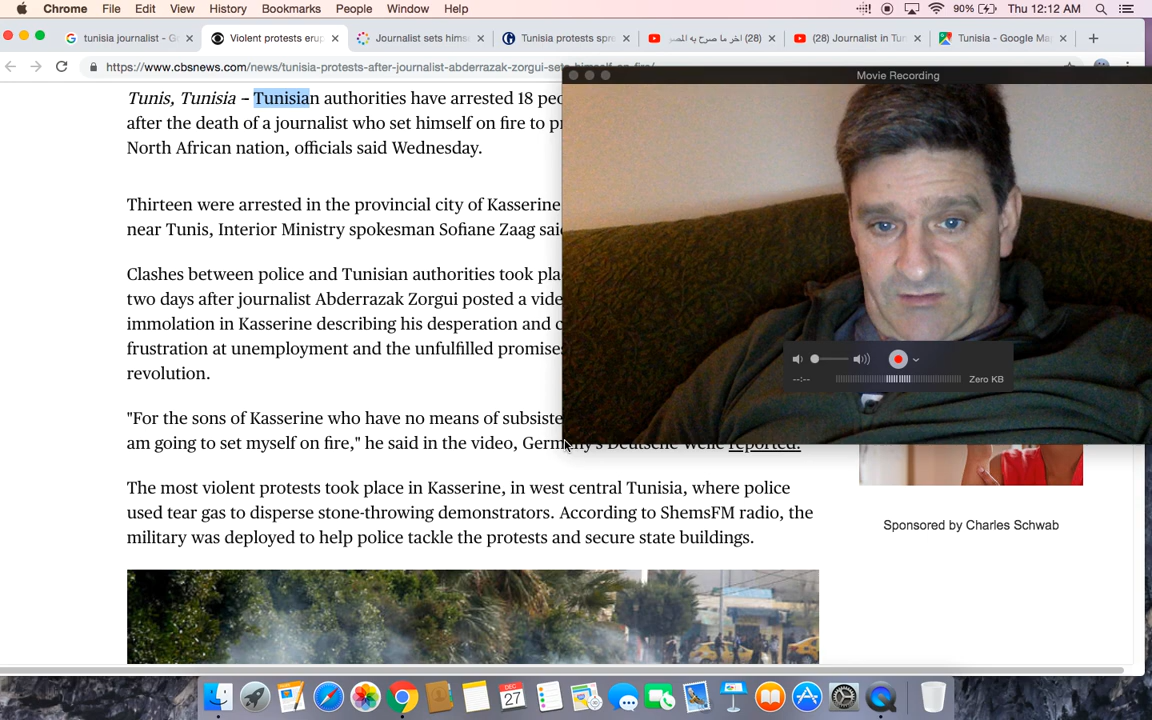 Chrome File Edit View History Bookmarks People Window Help 90% Thu 12:12 AM
tunisia journalist - G Violent protests erup Journalist sets hims Tunisia protests spr (28) اخر ما صرح به المصر (28) Journalist in Tun Tunisia - Google Ma
https://www.cbsnews.com/news/tunisia-protests-after-journalist-abderrazak-zorgui-sets-himself-on-fire/
Movie Recording
Tunis, Tunisia – Tunisian authorities have arrested 18 peo
after the death of a journalist who set himself on fire to pr
North African nation, officials said Wednesday.
Thirteen were arrested in the provincial city of Kasserine
near Tunis, Interior Ministry spokesman Sofiane Zaag sai
Clashes between police and Tunisian authorities took pla
two days after journalist Abderrazak Zorgui posted a vide
immolation in Kasserine describing his desperation and c
frustration at unemployment and the unfulfilled promises
revolution.
--:-- Zero KB
"For the sons of Kasserine who have no means of subsiste
am going to set myself on fire," he said in the video, Germany's Deutsche Welle reported.
The most violent protests took place in Kasserine, in west central Tunisia, where police
used tear gas to disperse stone-throwing demonstrators. According to ShemsFM radio, the
military was deployed to help police tackle the protests and secure state buildings.
Sponsored by Charles Schwab
DEC
27